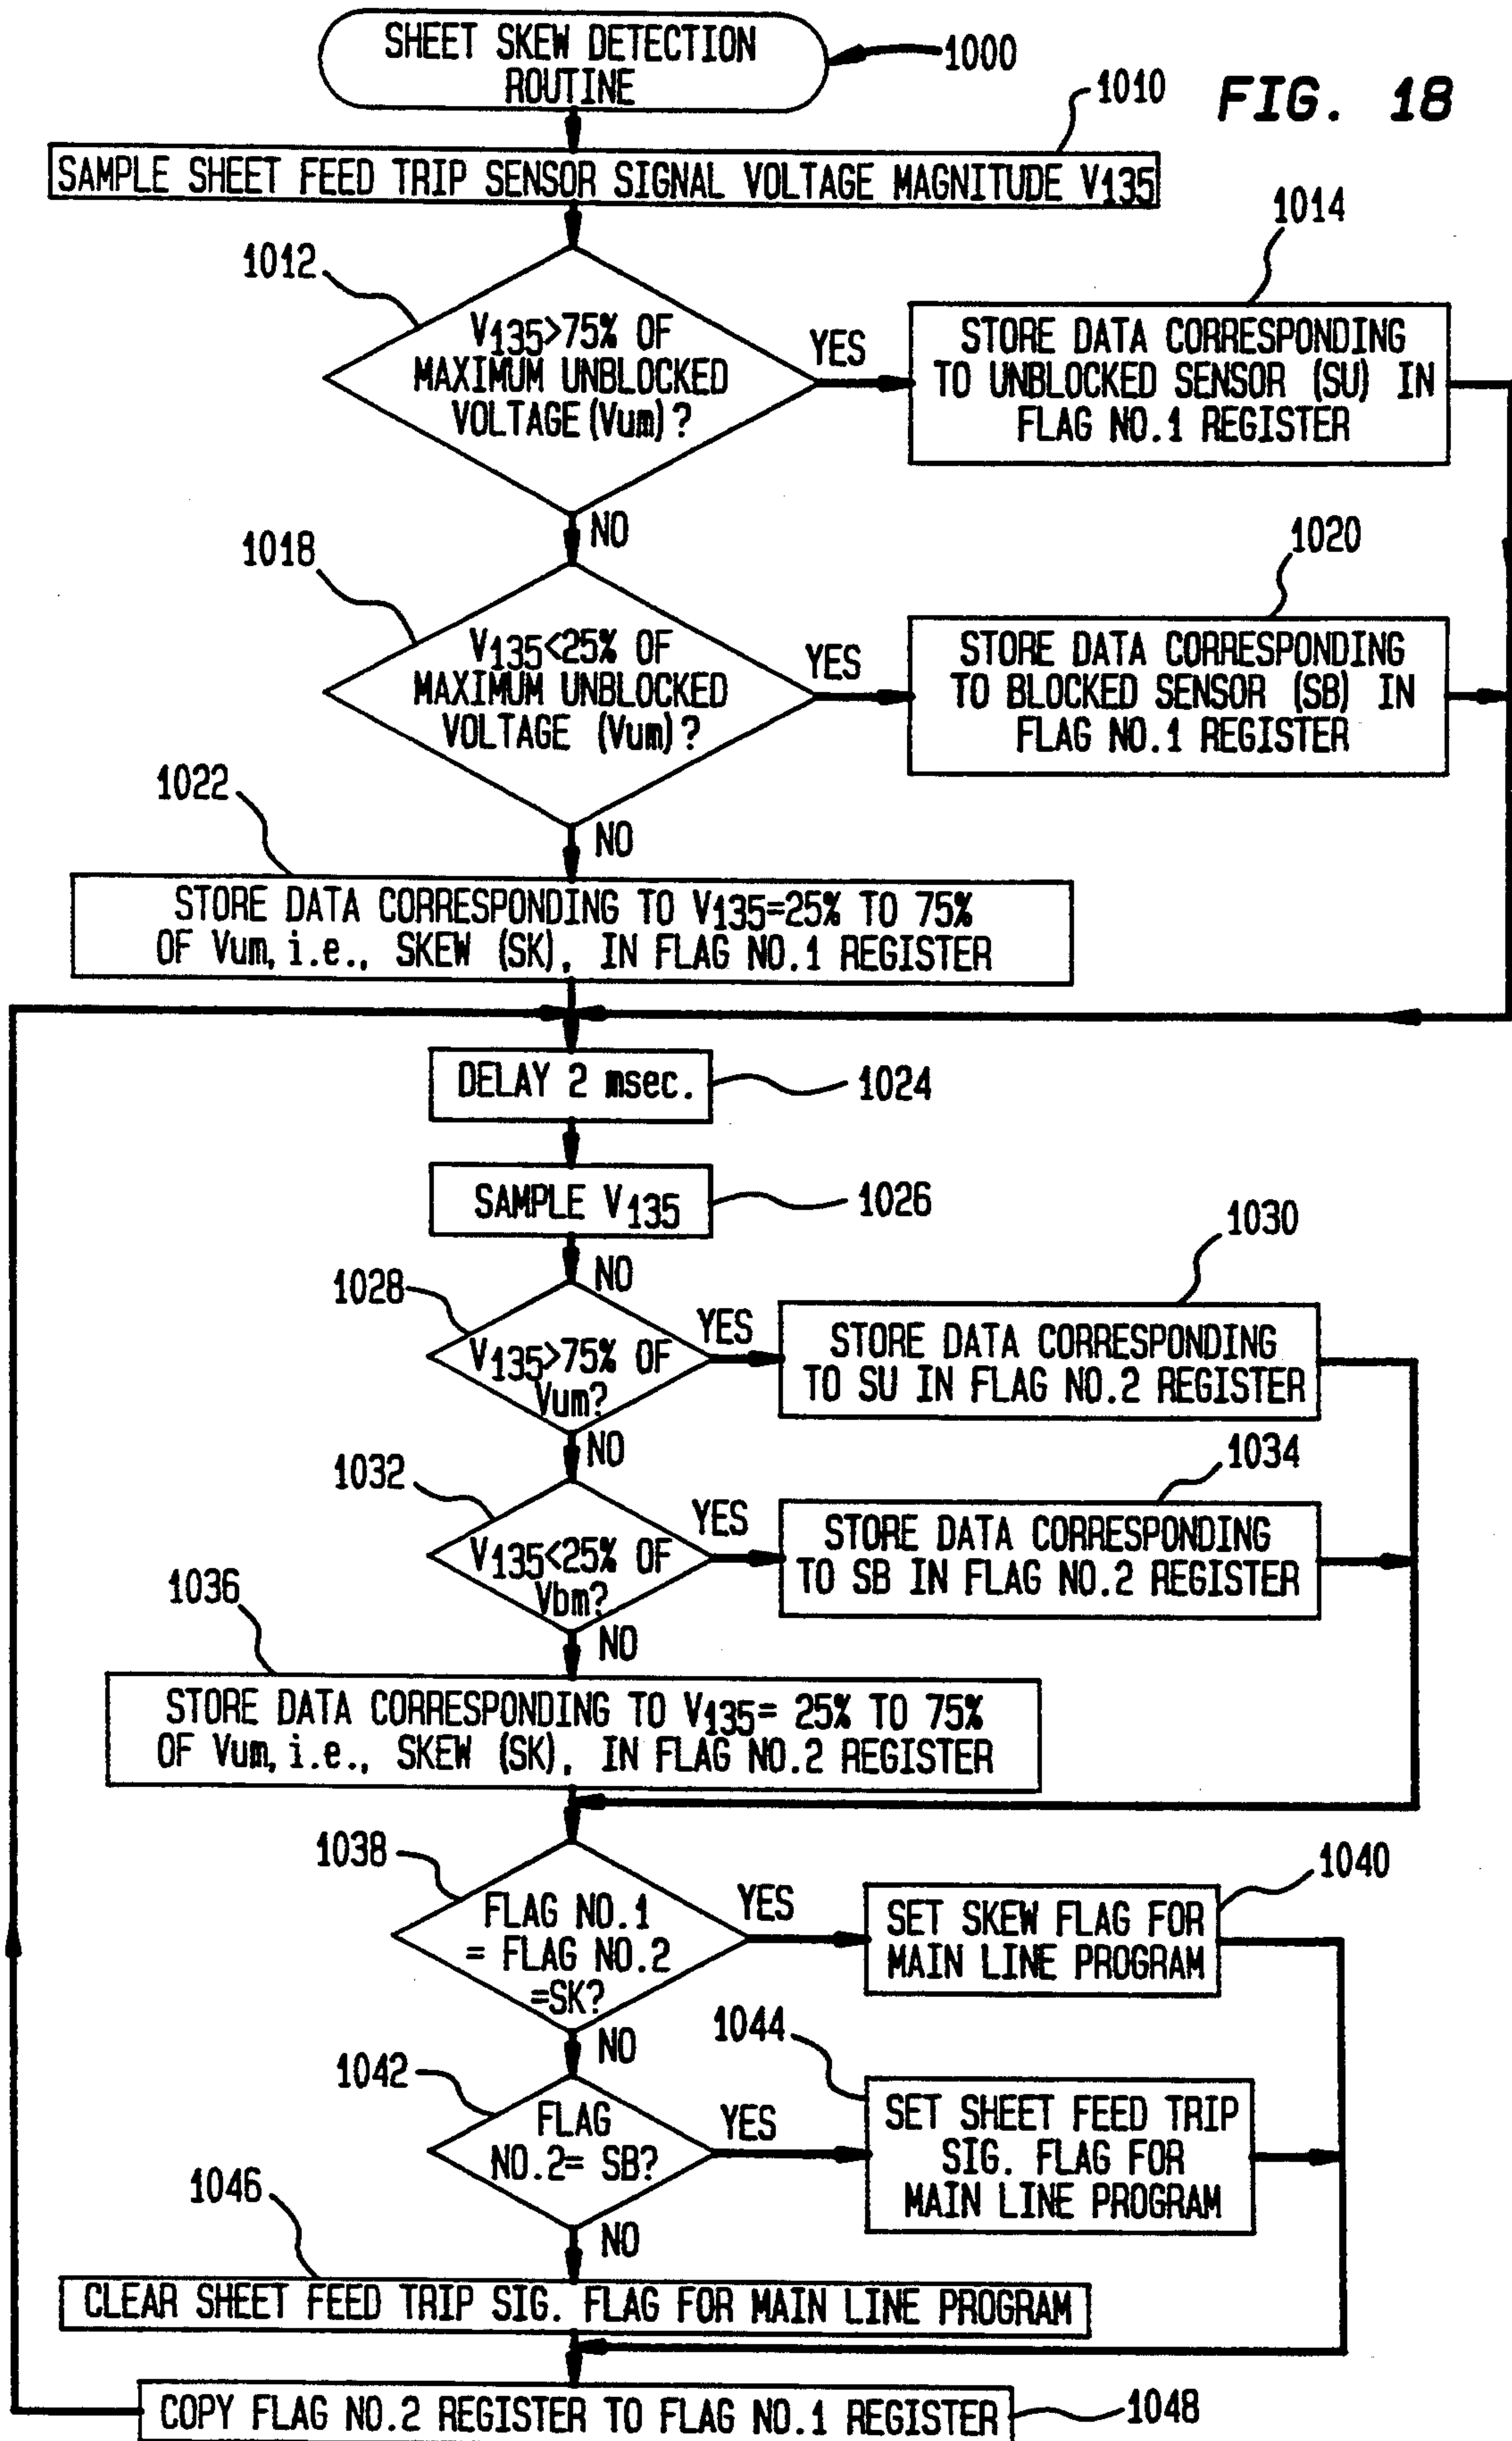 SHEET SKEW DETECTION
ROUTINE
1000
FIG. 18
1010
SAMPLE SHEET FEED TRIP SENSOR SIGNAL VOLTAGE MAGNITUDE V135
1012
V135>75% OF
MAXIMUM UNBLOCKED
VOLTAGE (Vum)?
YES
1014
STORE DATA CORRESPONDING
TO UNBLOCKED SENSOR (SU) IN
FLAG NO.1 REGISTER
NO
1018
V135<25% OF
MAXIMUM UNBLOCKED
VOLTAGE (Vum)?
YES
1020
STORE DATA CORRESPONDING
TO BLOCKED SENSOR (SB) IN
FLAG NO.1 REGISTER
NO
1022
STORE DATA CORRESPONDING TO V135=25% TO 75%
OF Vum, i.e., SKEW (SK), IN FLAG NO.1 REGISTER
DELAY 2 msec.
1024
SAMPLE V135
1026
NO
1028
V135>75% OF
Vum?
YES
1030
STORE DATA CORRESPONDING
TO SU IN FLAG NO.2 REGISTER
NO
1032
V135<25% OF
Vbm?
YES
1034
STORE DATA CORRESPONDING
TO SB IN FLAG NO.2 REGISTER
NO
1036
STORE DATA CORRESPONDING TO V135= 25% TO 75%
OF Vum, i.e., SKEW (SK), IN FLAG NO.2 REGISTER
1038
FLAG NO.1
= FLAG NO.2
=SK?
YES
1040
SET SKEW FLAG FOR
MAIN LINE PROGRAM
NO
1042
FLAG
NO.2= SB?
YES
1044
SET SHEET FEED TRIP
SIG. FLAG FOR
MAIN LINE PROGRAM
NO
1046
CLEAR SHEET FEED TRIP SIG. FLAG FOR MAIN LINE PROGRAM
COPY FLAG NO.2 REGISTER TO FLAG NO.1 REGISTER
1048